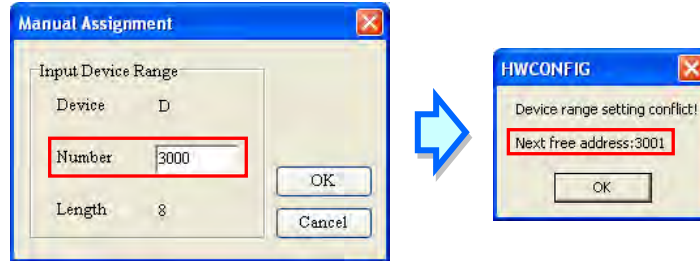 Manual Assignment
Input Device Range
Device D
Number 3000
Length 8
OK
Cancel
HWCONFIG
Device range setting conflict!
Next free address:3001
OK